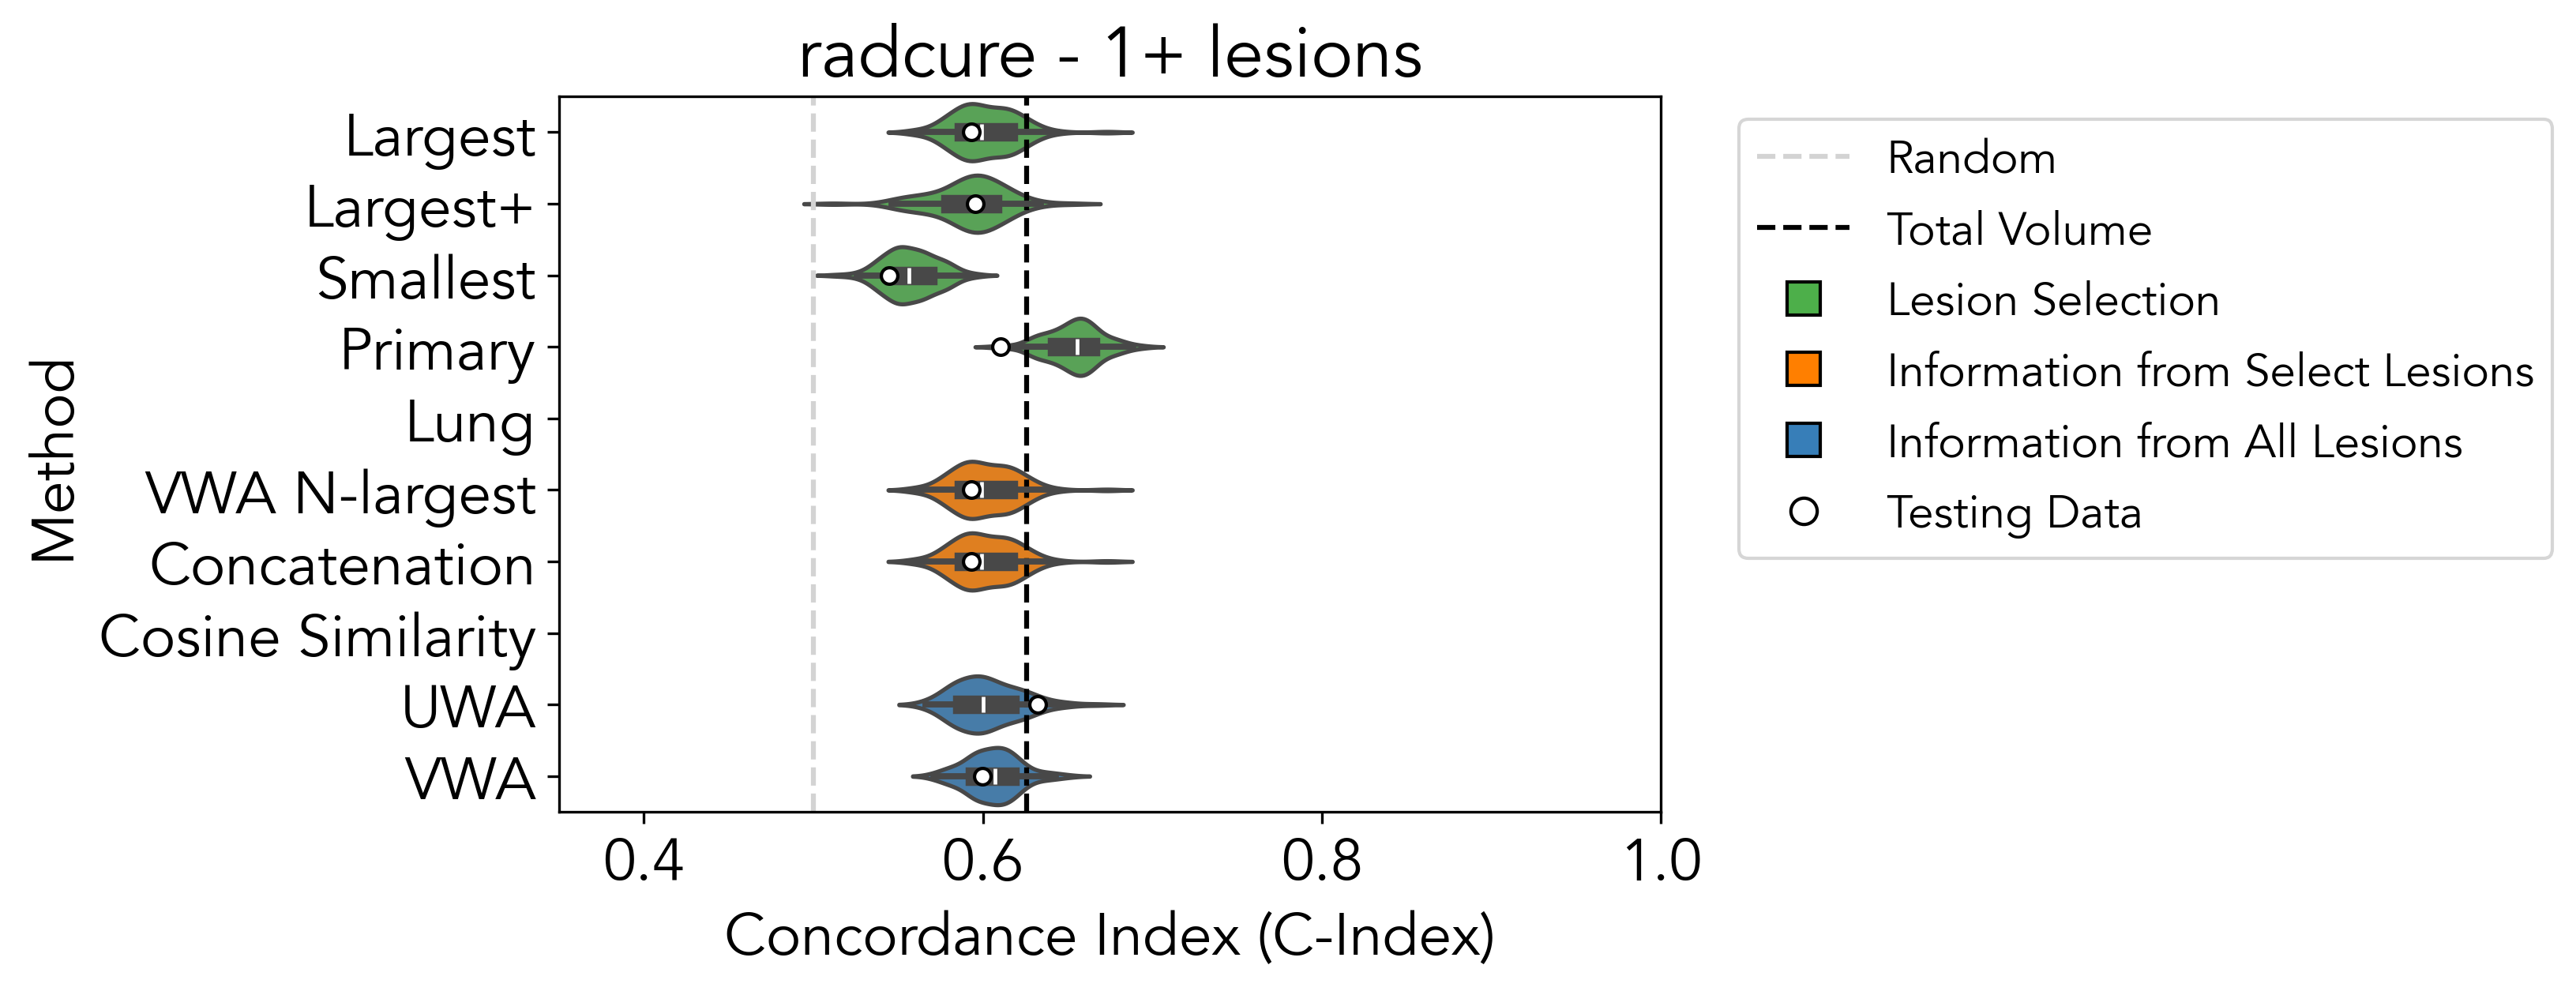 radcure - 1+ lesions
Method
Largest
Largest+
Smallest
Primary
Lung
VWA N-largest
Concatenation
Cosine Similarity
UWA
VWA
0.4 0.6 0.8 1.0
Concordance Index (C-Index)
Random
Total Volume
Lesion Selection
Information from Select Lesions
Information from All Lesions
Testing Data